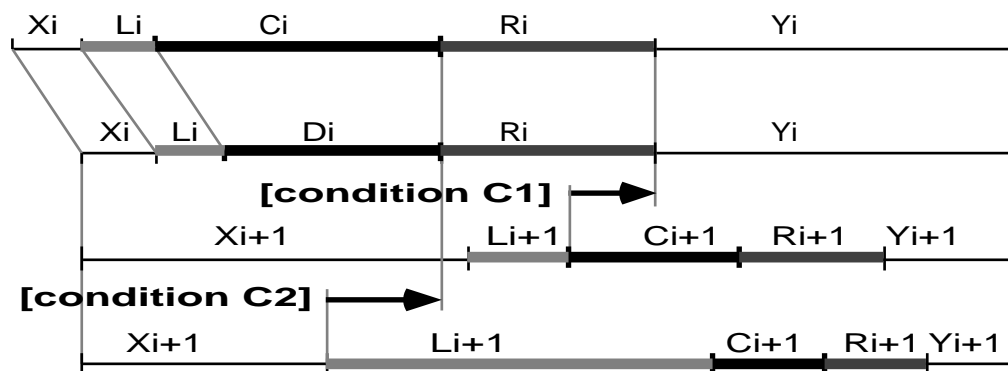 Xi Li Ci Ri Yi
Xi Li Di Ri Yi
[condition C1]
Xi+1 Li+1 Ci+1 Ri+1 Yi+1
[condition C2]
Xi+1 Li+1 Ci+1 Ri+1 Yi+1